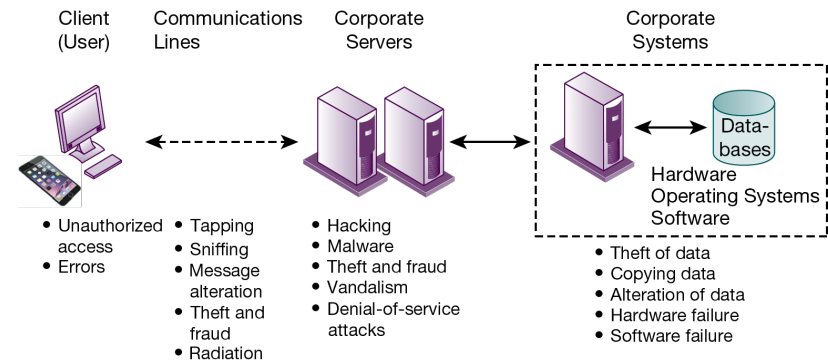 Client
(User)
Communications
Lines
Corporate
Servers
Corporate
Systems
Data-
bases
Hardware
Operating Systems
Software
• Unauthorized
access
• Errors
• Tapping
• Sniffing
• Message
alteration
• Theft and
fraud
• Radiation
• Hacking
• Malware
• Theft and fraud
• Vandalism
• Denial-of-service
attacks
• Theft of data
• Copying data
• Alteration of data
• Hardware failure
• Software failure